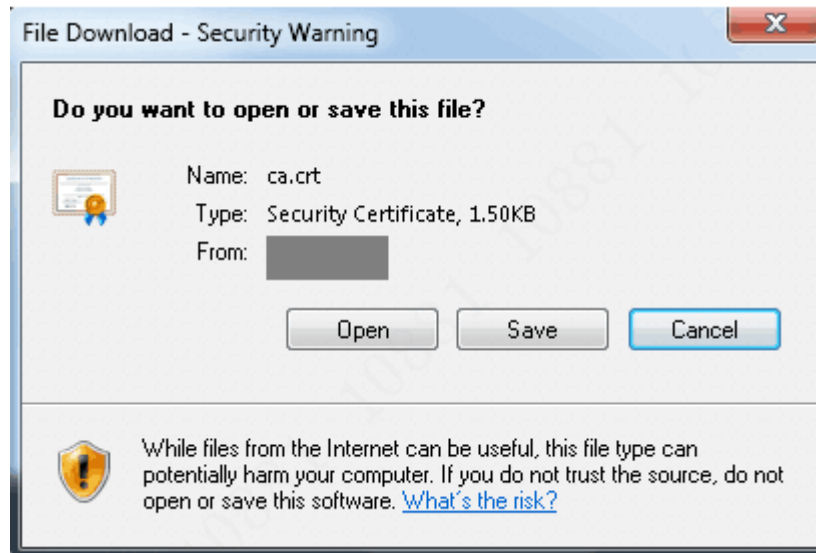 File Download - Security Warning
Do you want to open or save this file?
Name: ca.crt
Type: Security Certificate, 1.50KB
From:
Open Save Cancel
While files from the Internet can be useful, this file type can
potentially harm your computer. If you do not trust the source, do not
open or save this software. What's the risk?
10881 10881